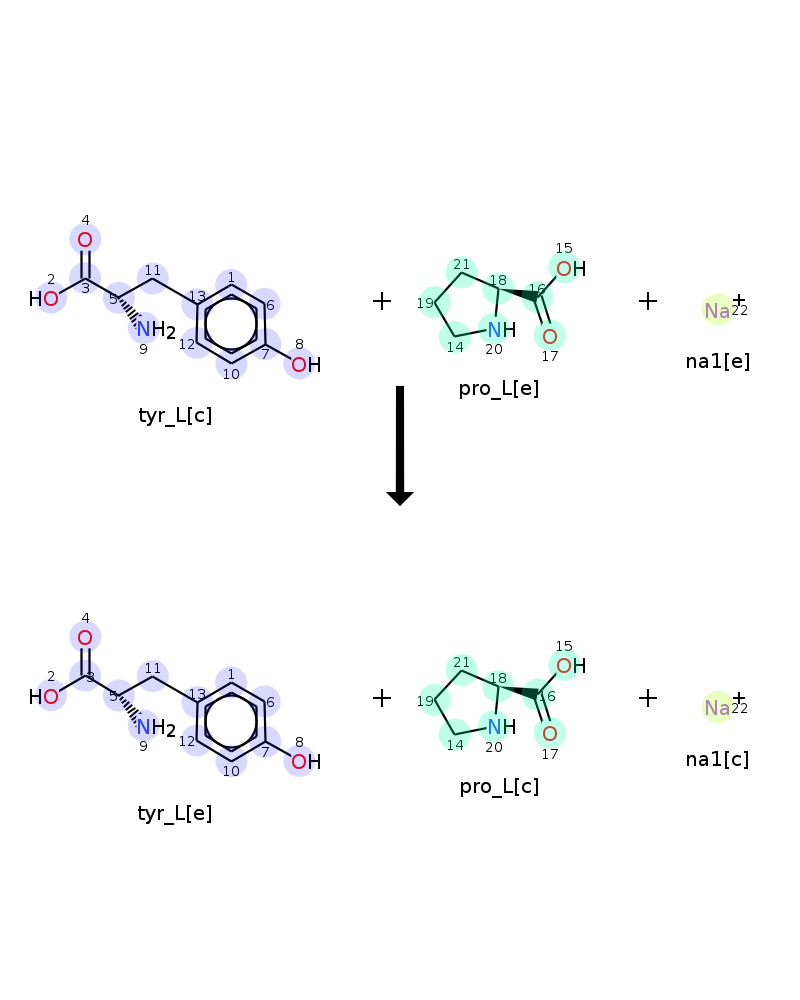 4
O
2
HO
3
5
11
NH2
9
13
1
6
12
7
10
8
OH
tyr_L[c]
+
21
18
15
OH
16
19
14
NH
20
O
17
pro_L[e]
+
Na+
22
na1[e]
4
O
2
HO
3
5
11
NH2
9
13
1
6
12
7
10
8
OH
tyr_L[e]
+
21
18
15
OH
16
19
14
NH
20
O
17
pro_L[c]
+
Na+
22
na1[c]